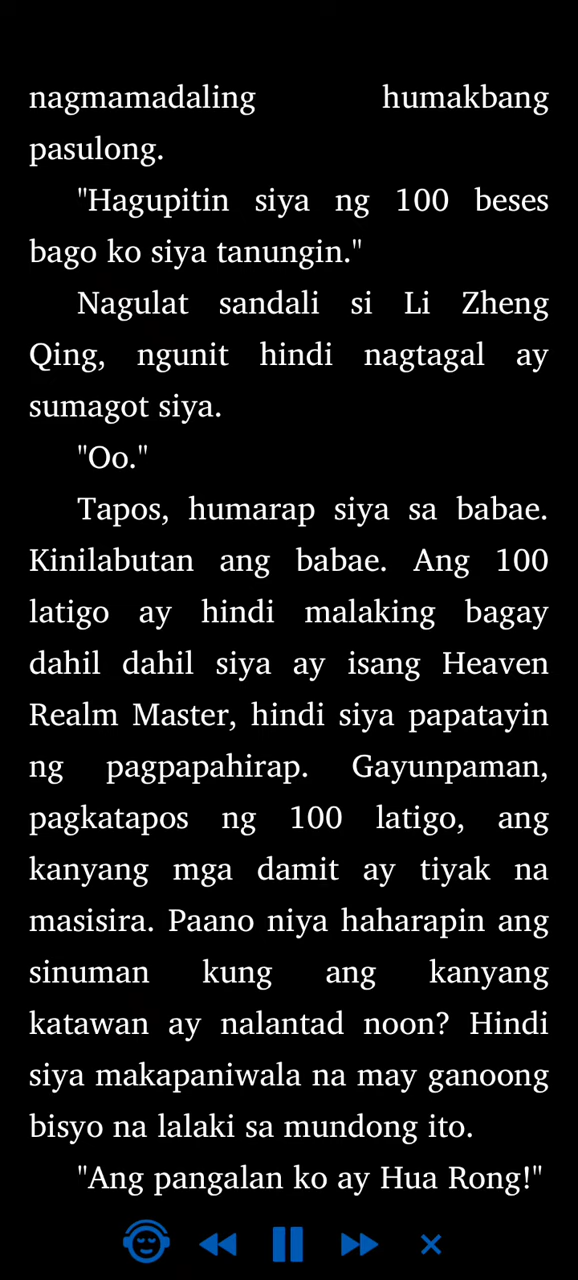 nagmamadaling humakbang
pasulong.
"Hagupitin siya ng 100 beses
bago ko siya tanungin."
Nagulat sandali si Li Zheng
Qing, ngunit hindi nagtagal ay
sumagot siya.
"Oo."
Tapos, humarap siya sa babae.
Kinilabutan ang babae. Ang 100
latigo ay hindi malaking bagay
dahil dahil siya ay isang Heaven
Realm Master, hindi siya papatayin
ng pagpapahirap. Gayunpaman,
pagkatapos ng 100 latigo, ang
kanyang mga damit ay tiyak na
masisira. Paano niya haharapin ang
sinuman kung ang kanyang
katawan ay nalantad noon? Hindi
siya makapaniwala na may ganoong
bisyo na lalaki sa mundong ito.
"Ang pangalan ko ay Hua Rong!"